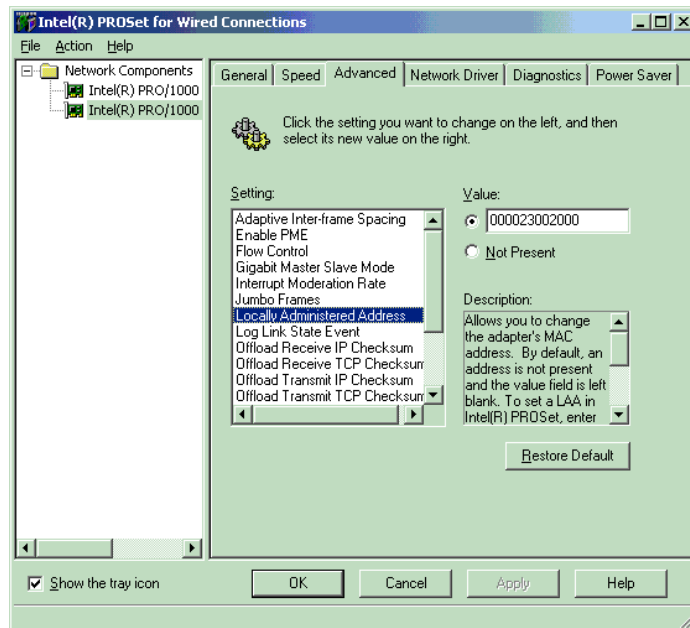 Intel(R) PROSet for Wired Connections
File Action Help
Network Components
Intel(R) PRO/1000
Intel(R) PRO/1000
General Speed Advanced Network Driver Diagnostics Power Saver
Click the setting you want to change on the left, and then
select its new value on the right.
Setting:
Adaptive Inter-frame Spacing
Enable PME
Flow Control
Gigabit Master Slave Mode
Interrupt Moderation Rate
Jumbo Frames
Locally Administered Address
Log Link State Event
Offload Receive IP Checksum
Offload Receive TCP Checksum
Offload Transmit IP Checksum
Offload Transmit TCP Checksum
Value:
000023002000
Not Present
Description:
Allows you to change
the adapter's MAC
address. By default, an
address is not present
and the value field is left
blank. To set a LAA in
Intel(R) PROSet, enter
Restore Default
Show the tray icon
OK Cancel Apply Help